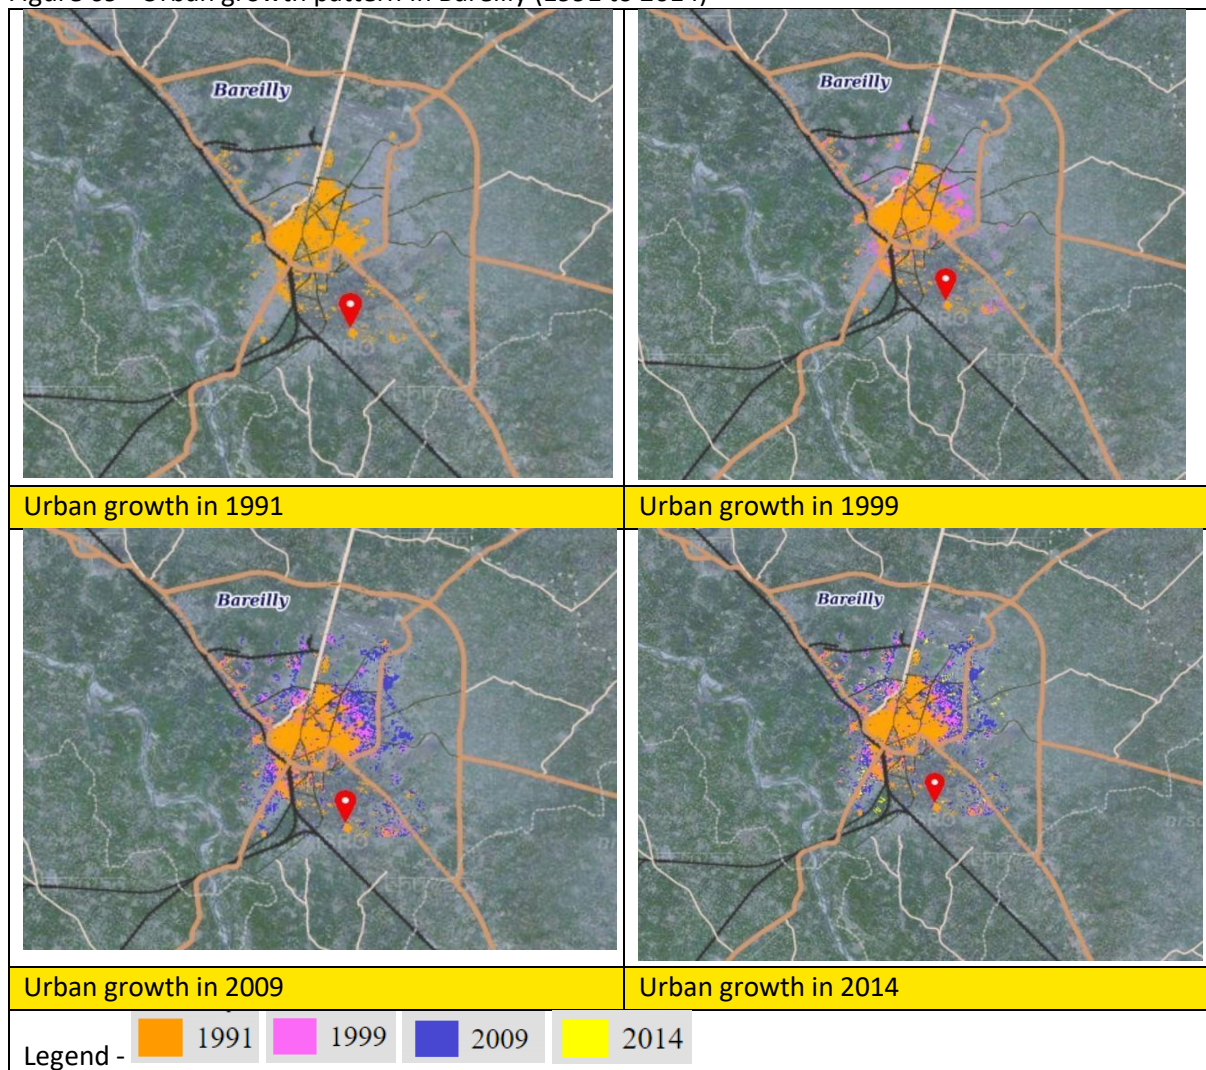 Bareilly
Bareilly
Urban growth in 1991
Urban growth in 1999
Bareilly
Bareilly
Urban growth in 2009
Urban growth in 2014
Legend - 1991 1999 2009 2014